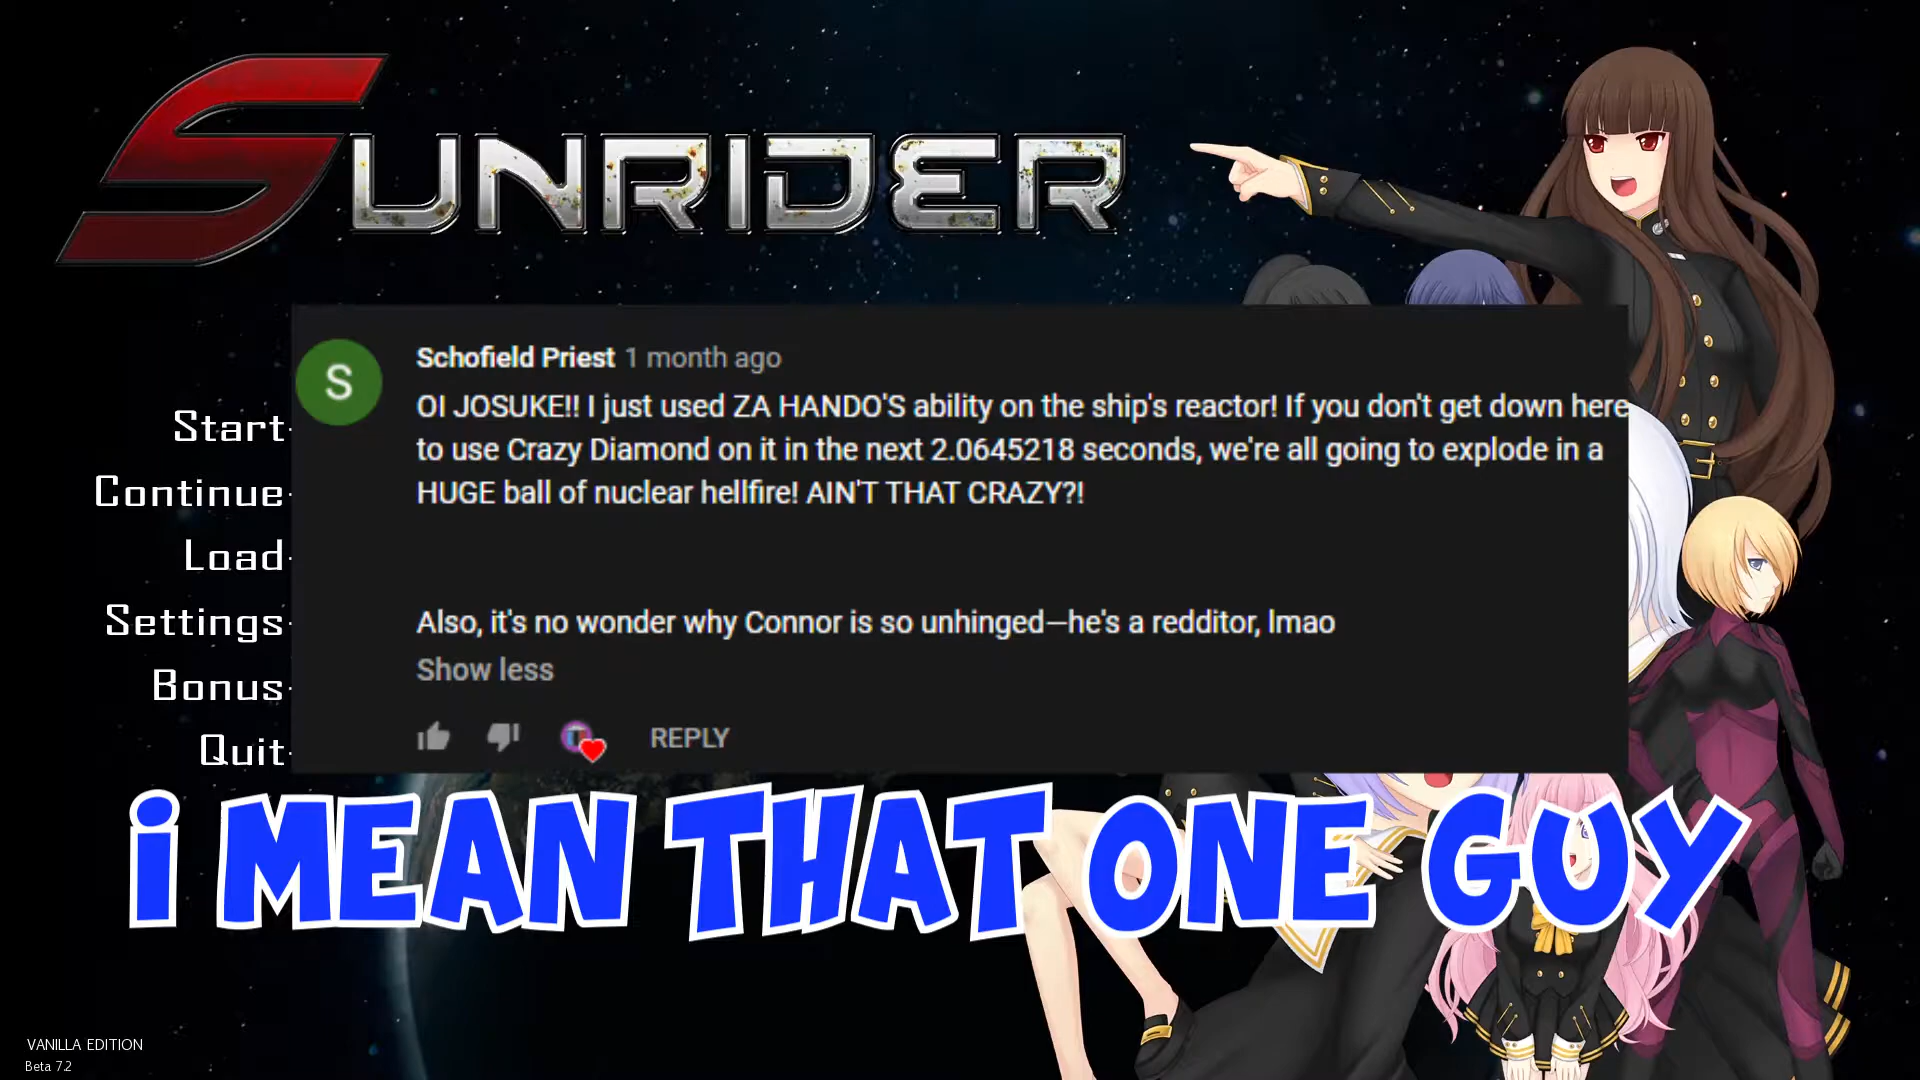 SUNRIDER
Start
Continue
Load
Settings
Bonus
Quit
S
Schofield Priest 1 month ago
OI JOSUKE!! I just used ZA HANDO'S ability on the ship's reactor! If you don't get down here
to use Crazy Diamond on it in the next 2.0645218 seconds, we're all going to explode in a
HUGE ball of nuclear hellfire! AIN'T THAT CRAZY?!
Also, it's no wonder why Connor is so unhinged—he's a redditor, lmao
Show less
REPLY
i MEAN THAT ONE GUY
VANILLA EDITION
Beta 7.2